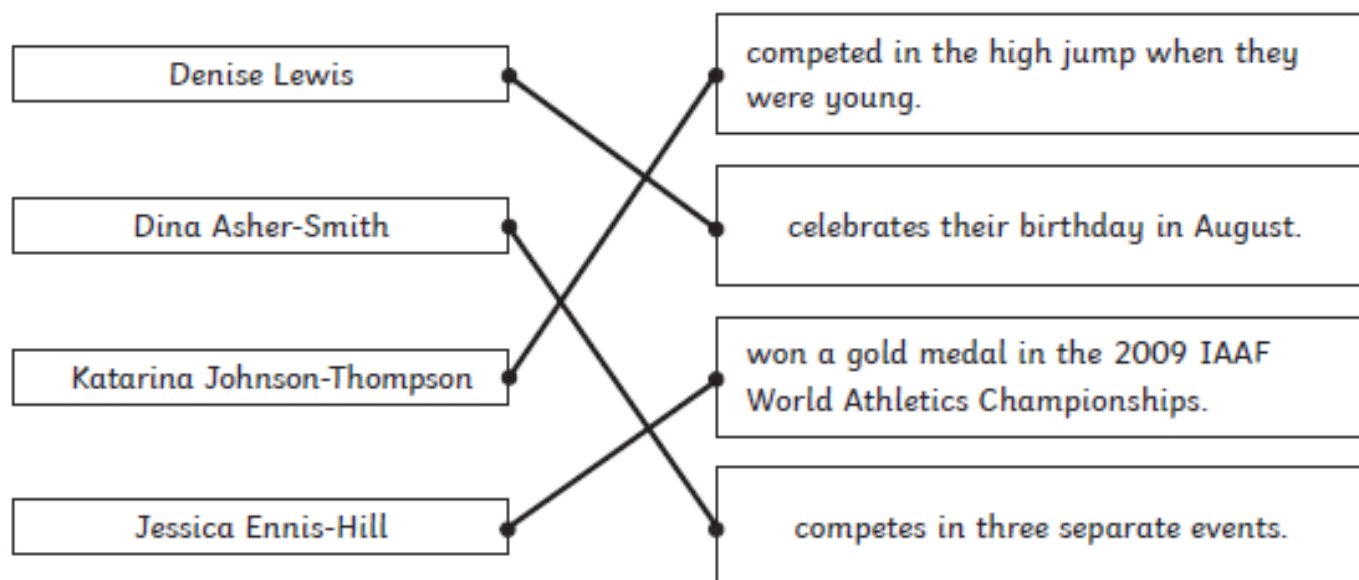 Denise Lewis
Dina Asher-Smith
Katarina Johnson-Thompson
Jessica Ennis-Hill
competed in the high jump when they
were young.
celebrates their birthday in August.
won a gold medal in the 2009 IAAF
World Athletics Championships.
competes in three separate events.